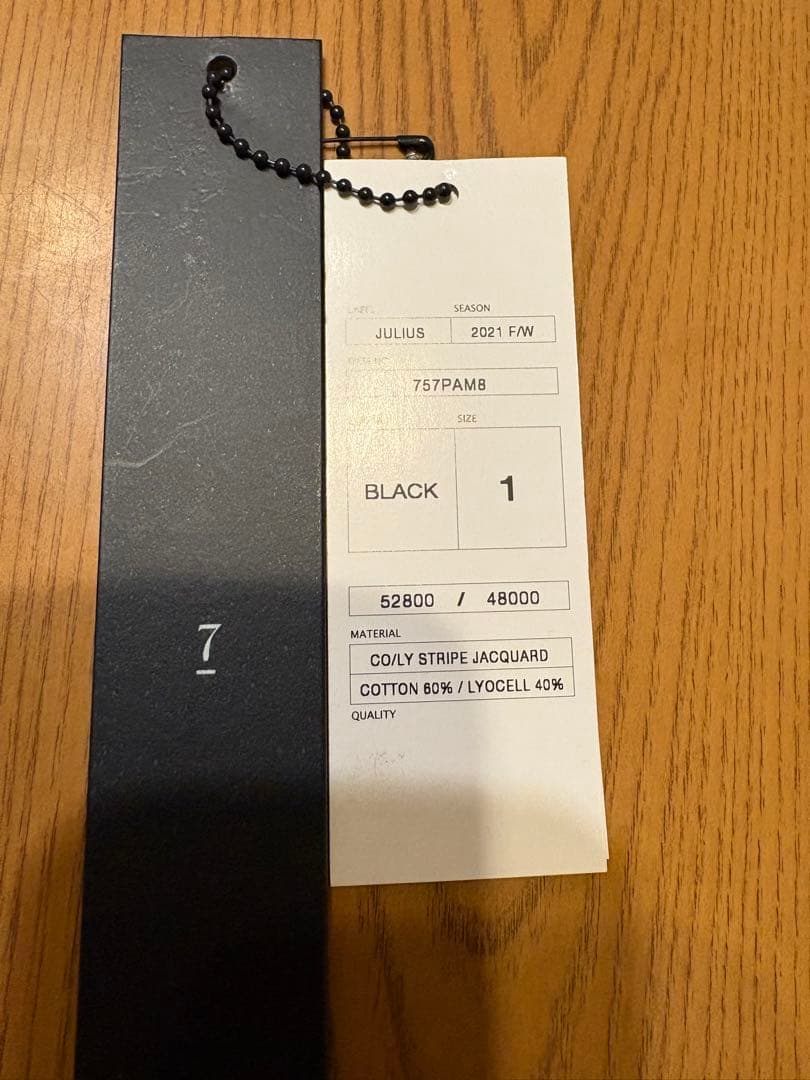 7
SEASON
JULIUS 2021 F/W
757PAM8
SIZE
BLACK 1
52800 / 48000
MATERIAL
CO/LY STRIPE JACQUARD
COTTON 60% / LYOCELL 40%
QUALITY